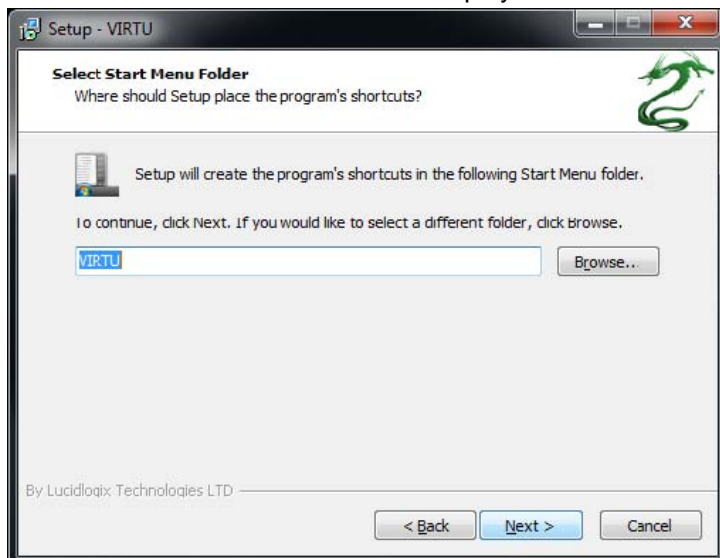 Setup - VIRTU
Select Start Menu Folder
Where should Setup place the program's shortcuts?
Setup will create the program's shortcuts in the following Start Menu folder.
To continue, click Next. If you would like to select a different folder, click Browse.
VIRTU
Browse...
By Lucidlogix Technologies LTD
< Back
Next >
Cancel